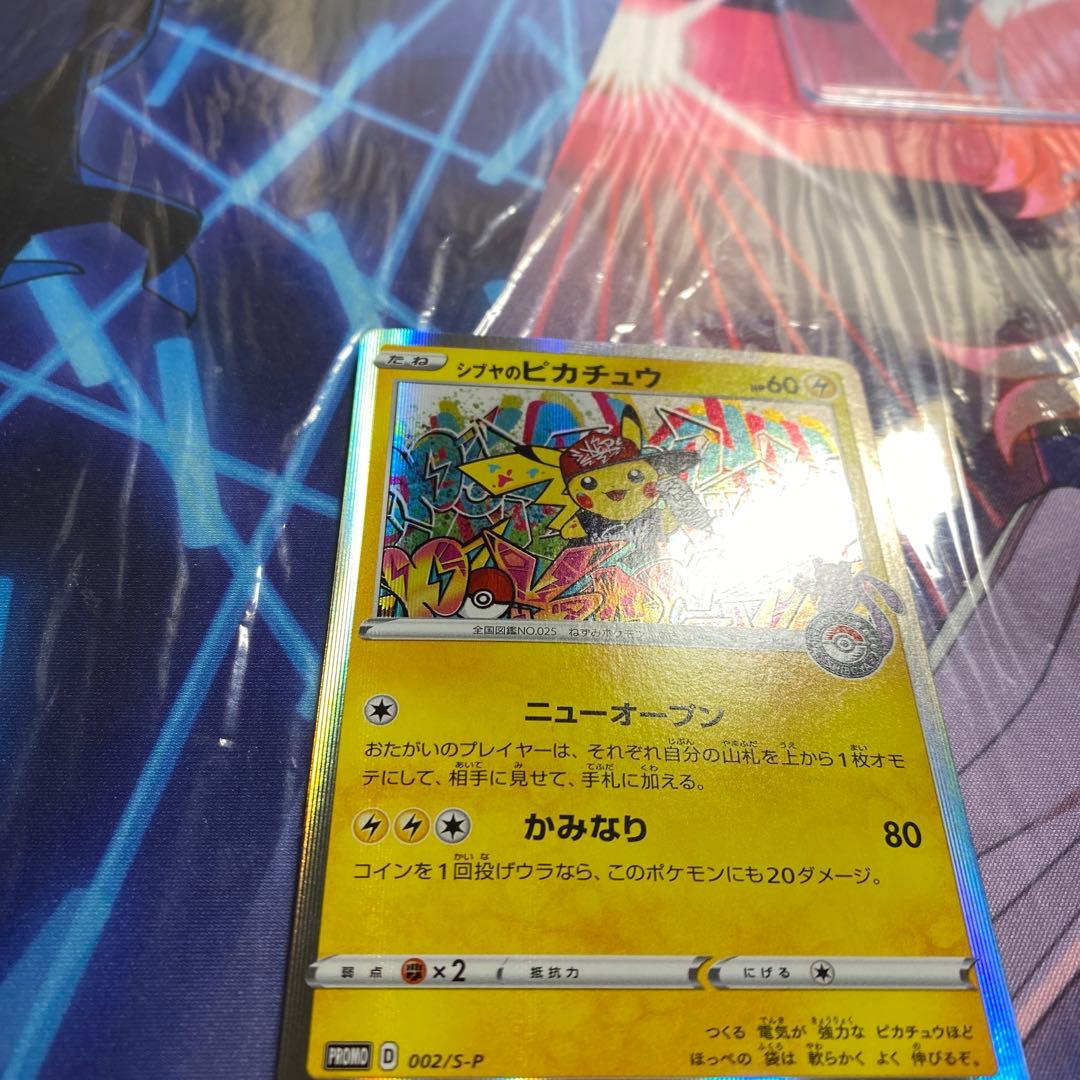 たね シブヤのピカチュウ HP60
全国図鑑NO.025 ねずみポケモン
ニューオープン
おたがいのプレイヤーは、それぞれ自分の山札を上から1枚オモ
テにして、相手に見せて、手札に加える。
かみなり 80
コインを1回投げウラなら、このポケモンにも20ダメージ。
弱点 ×2 抵抗力 にげる
つくる 電気が 強力な ピカチュウほど
ほっぺの 袋は 軟らかく よく 伸びるぞ。
PROMO D 002/S-P